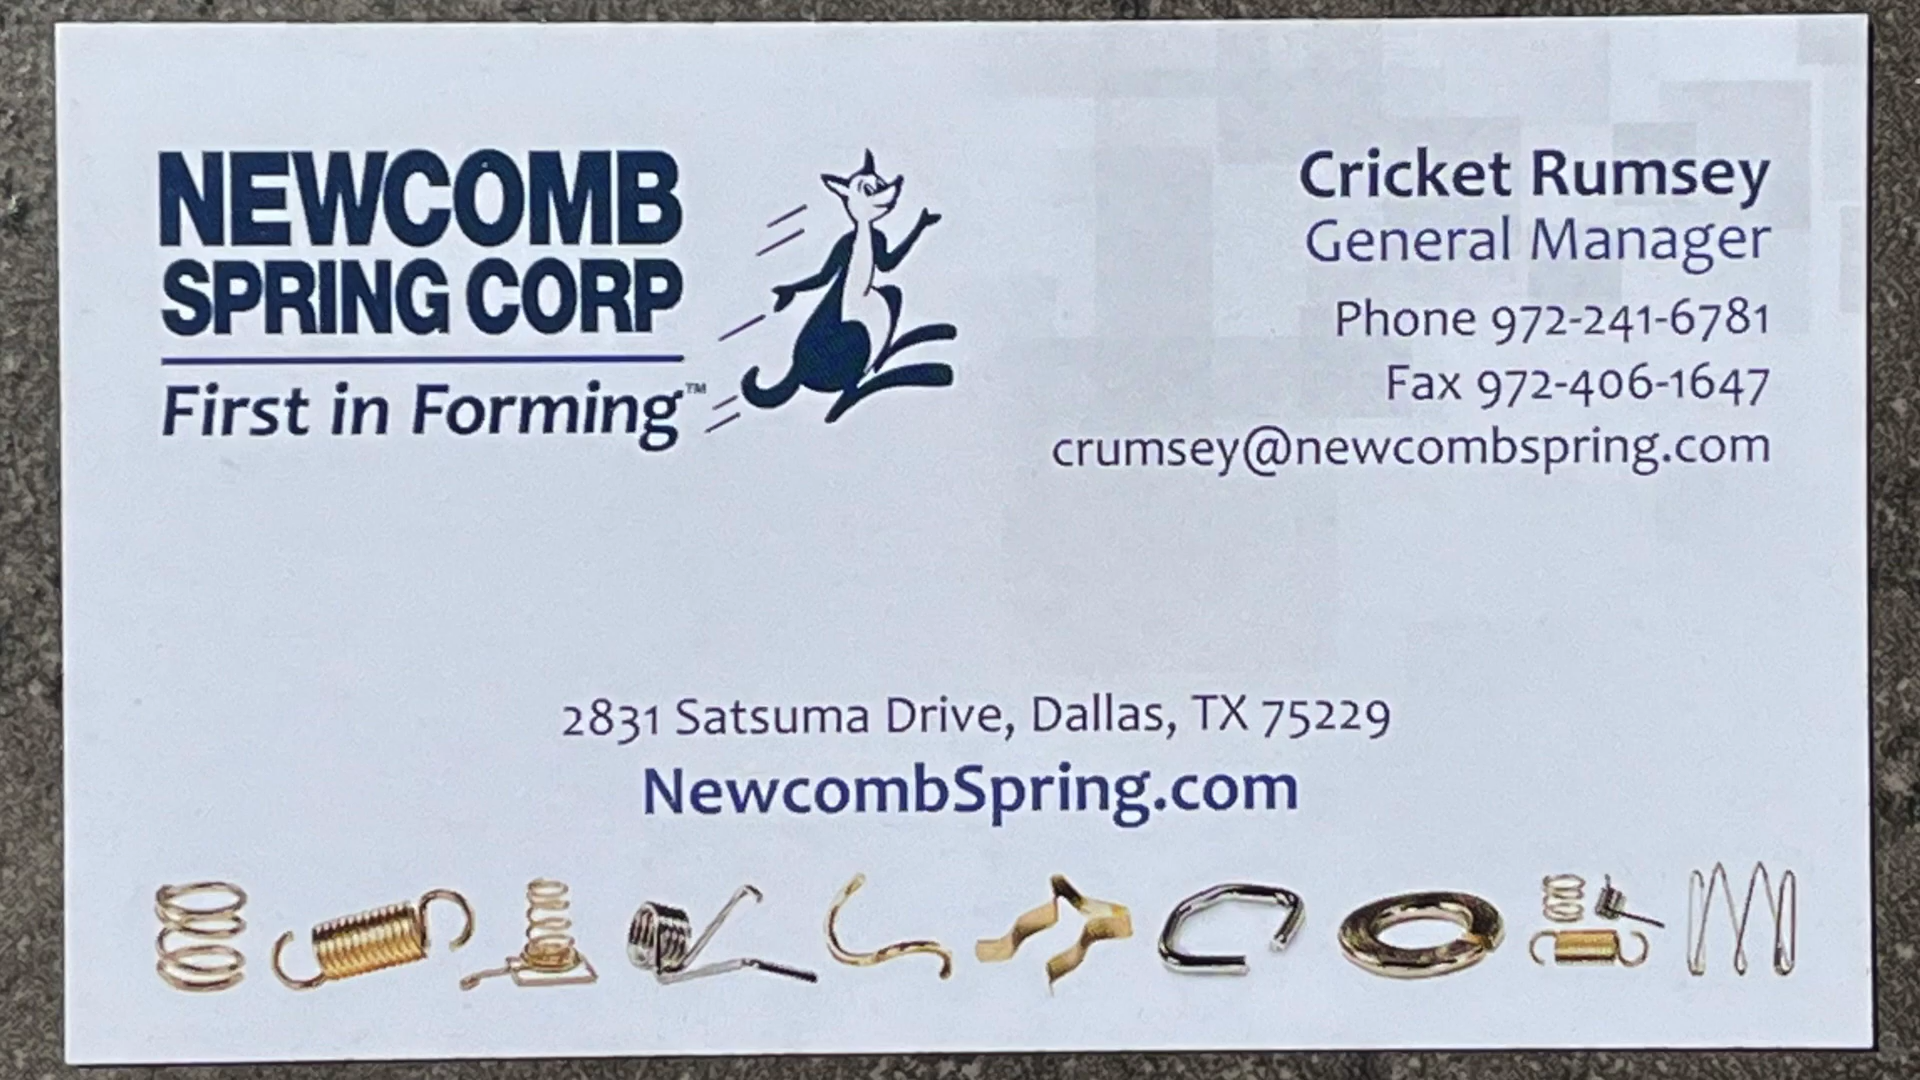 NEWCOMB
SPRING CORP
First in Forming™
Cricket Rumsey
General Manager
Phone 972-241-6781
Fax 972-406-1647
crumsey@newcombspring.com
2831 Satsuma Drive, Dallas, TX 75229
NewcombSpring.com